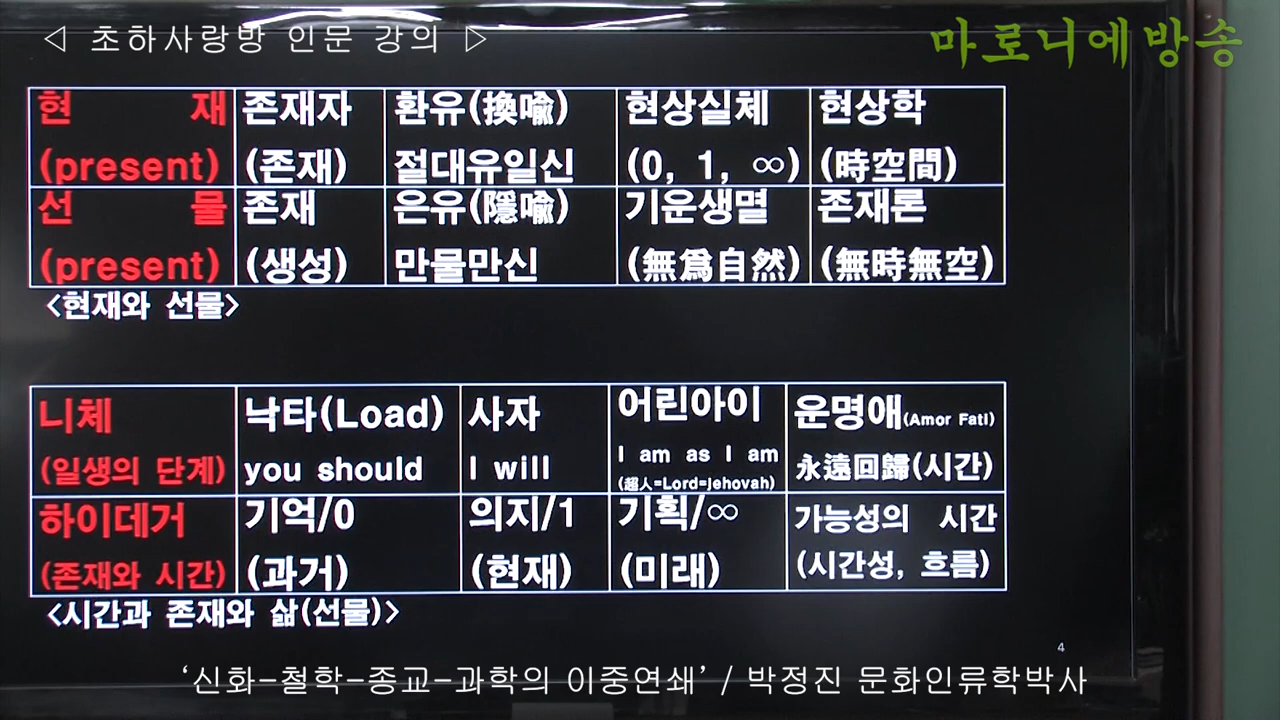 ◁ 초하사랑방 인문 강의 ▷
마로니에방송
현 재 존재자 환유(換喩) 현상실체 현상학
(present) (존재) 절대유일신 (0, 1, ∞) (時空間)
선 물 존재 은유(隱喩) 기운생멸 존재론
(present) (생성) 만물만신 (無爲自然) (無時無空)
<현재와 선물>
니체 낙타(Load) 사자 어린아이 운명애(Amor Fati)
(일생의 단계) you should I will I am as I am 永遠回歸(시간)
(超人=Lord=jehovah)
하이데거 기억/0 의지/1 기획/∞ 가능성의 시간
(존재와 시간) (과거) (현재) (미래) (시간성, 흐름)
<시간과 존재와 삶(선물)>
4
‘신화-철학-종교-과학의 이중연쇄’ / 박정진 문화인류학박사